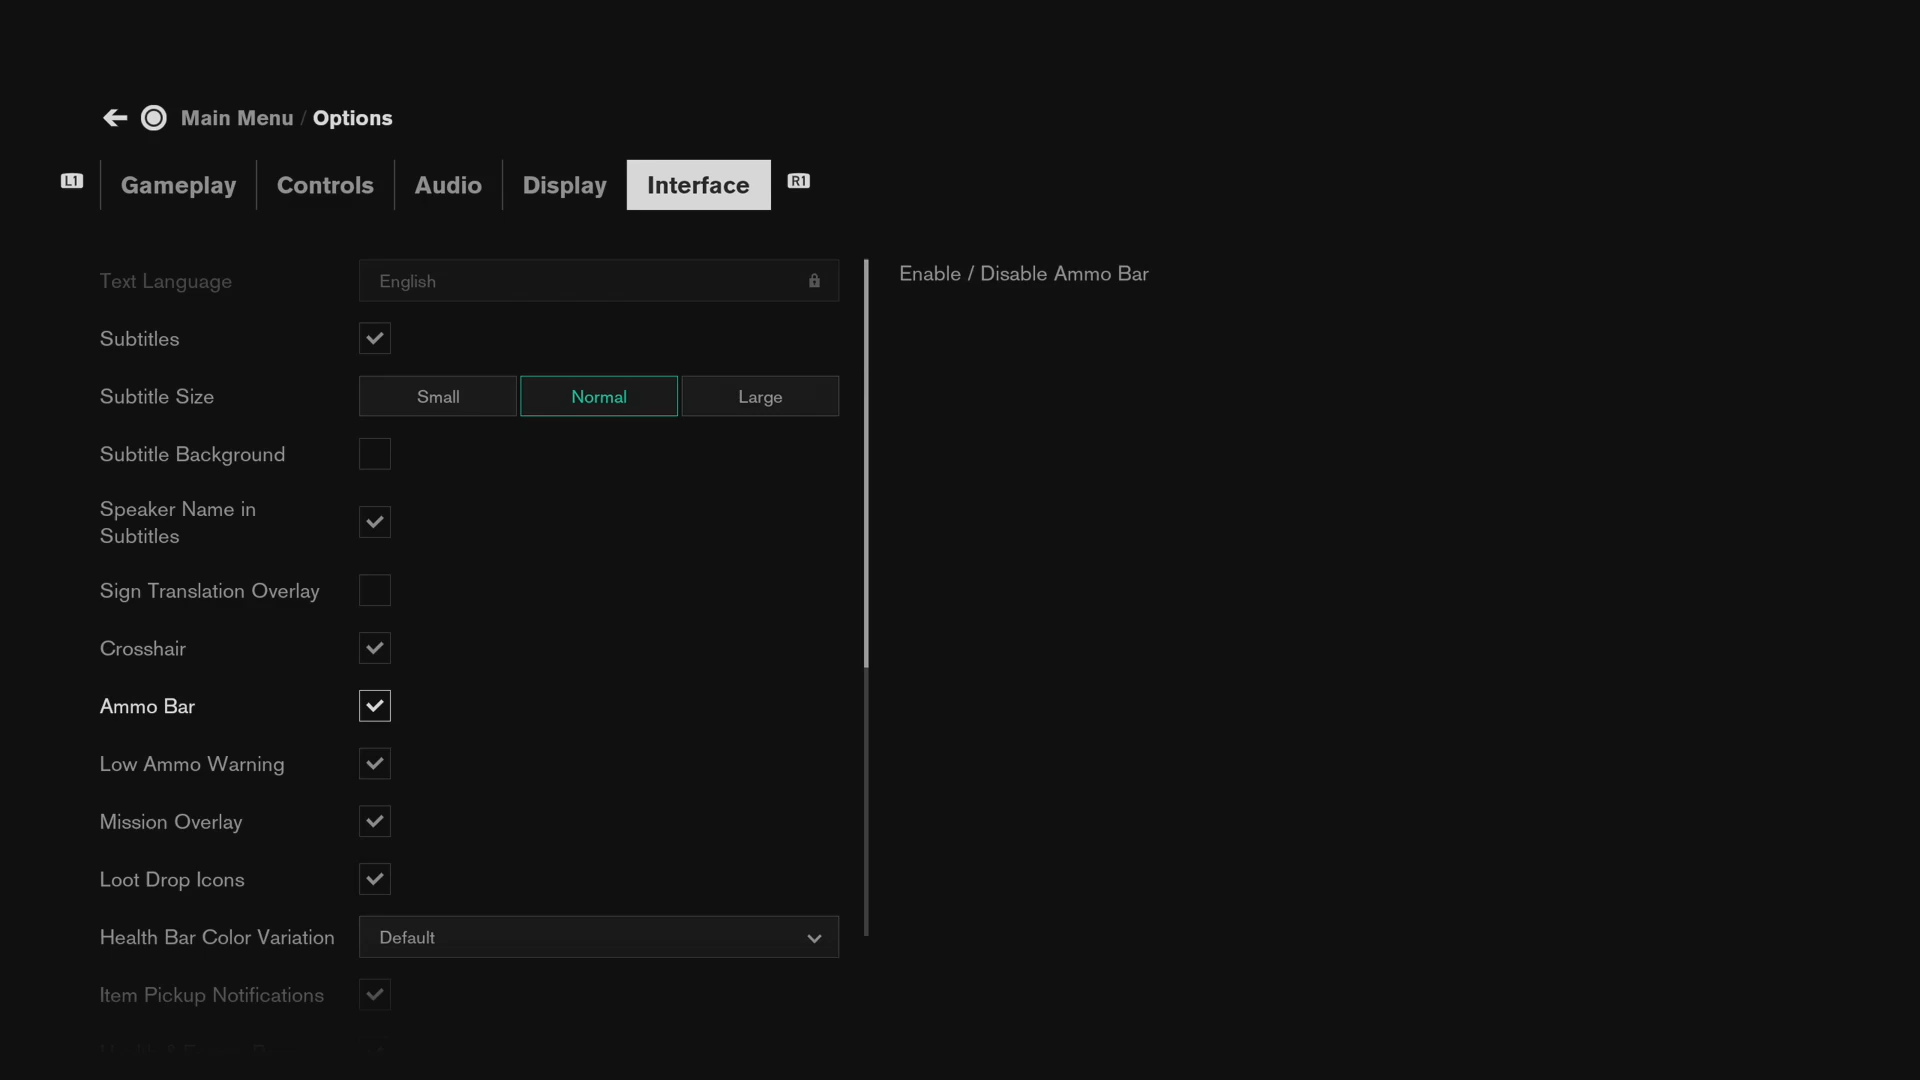 Main Menu / Options
L1 Gameplay Controls Audio Display Interface R1
Text Language English
Enable / Disable Ammo Bar
Subtitles
Subtitle Size Small Normal Large
Subtitle Background
Speaker Name in
Subtitles
Sign Translation Overlay
Crosshair
Ammo Bar
Low Ammo Warning
Mission Overlay
Loot Drop Icons
Health Bar Color Variation Default
Item Pickup Notifications